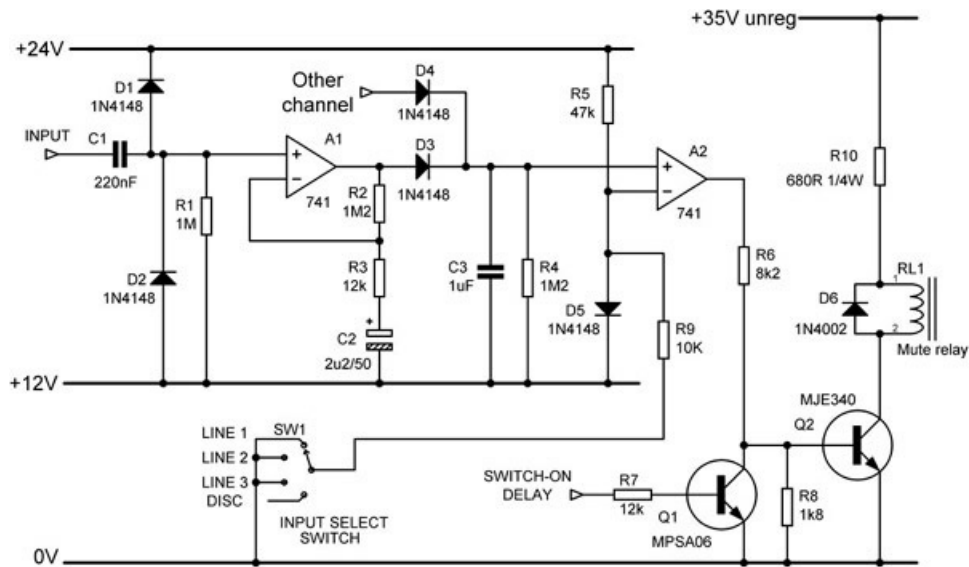 +35V unreg
+24V
D1
1N4148
Other
channel
D4
1N4148
R5
47k
INPUT
C1
220nF
A1
+
−
741
D3
1N4148
A2
+
−
741
R10
680R 1/4W
R1
1M
R2
1M2
D2
1N4148
R3
12k
C3
1uF
R4
1M2
D5
1N4148
R6
8k2
RL1
1
2
D6
1N4002
Mute relay
+
C2
2u2/50
R9
10K
+12V
MJE340
Q2
LINE 1
SW1
LINE 2
LINE 3
DISC
INPUT SELECT
SWITCH
SWITCH-ON
DELAY
R7
12k
Q1
MPSA06
R8
1k8
0V